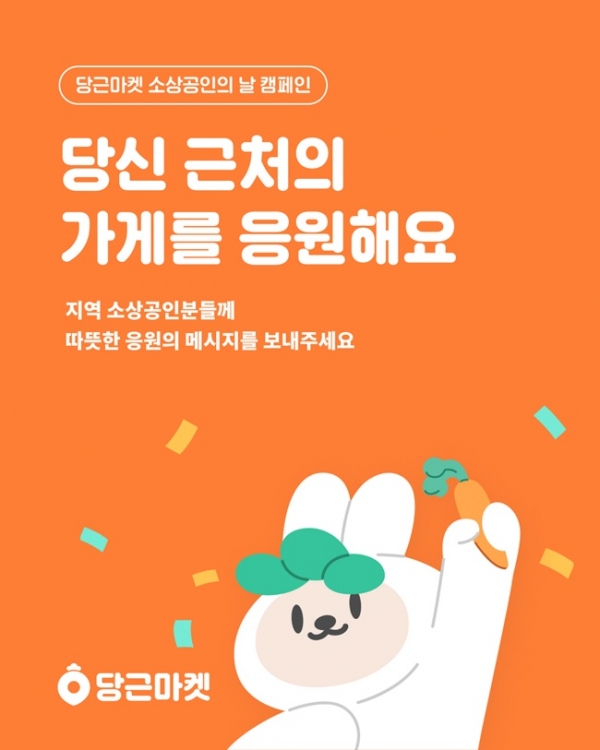 당근마켓 소상공인의 날 캠페인
당신 근처의
가게를 응원해요
지역 소상공인분들께
따뜻한 응원의 메시지를 보내주세요
당근마켓